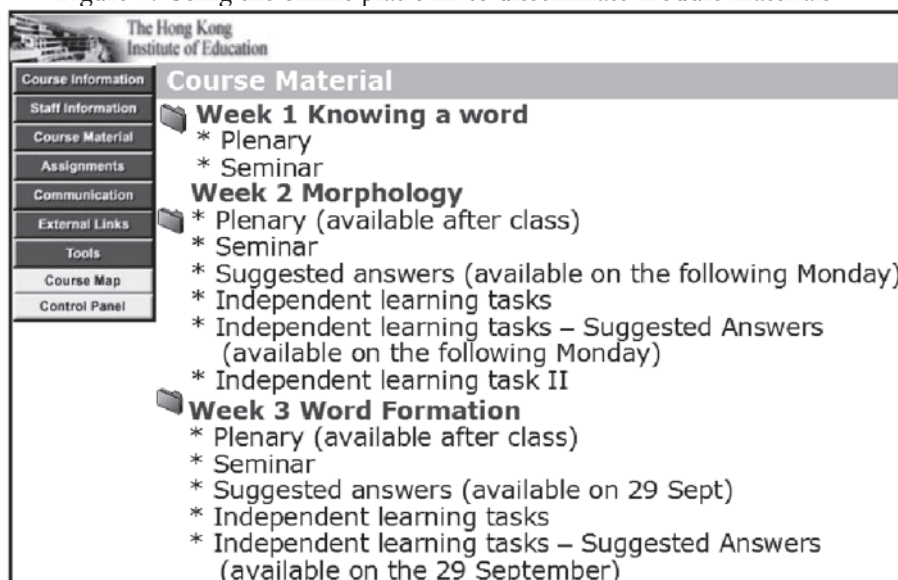 The Hong Kong
Institute of Education
Course Information
Staff Information
Course Material
Assignments
Communication
External Links
Tools
Course Map
Control Panel
Course Material
Week 1 Knowing a word
* Plenary
* Seminar
Week 2 Morphology
* Plenary (available after class)
* Seminar
* Suggested answers (available on the following Monday)
* Independent learning tasks
* Independent learning tasks – Suggested Answers
(available on the following Monday)
* Independent learning task II
Week 3 Word Formation
* Plenary (available after class)
* Seminar
* Suggested answers (available on 29 Sept)
* Independent learning tasks
* Independent learning tasks – Suggested Answers
(available on the 29 September)